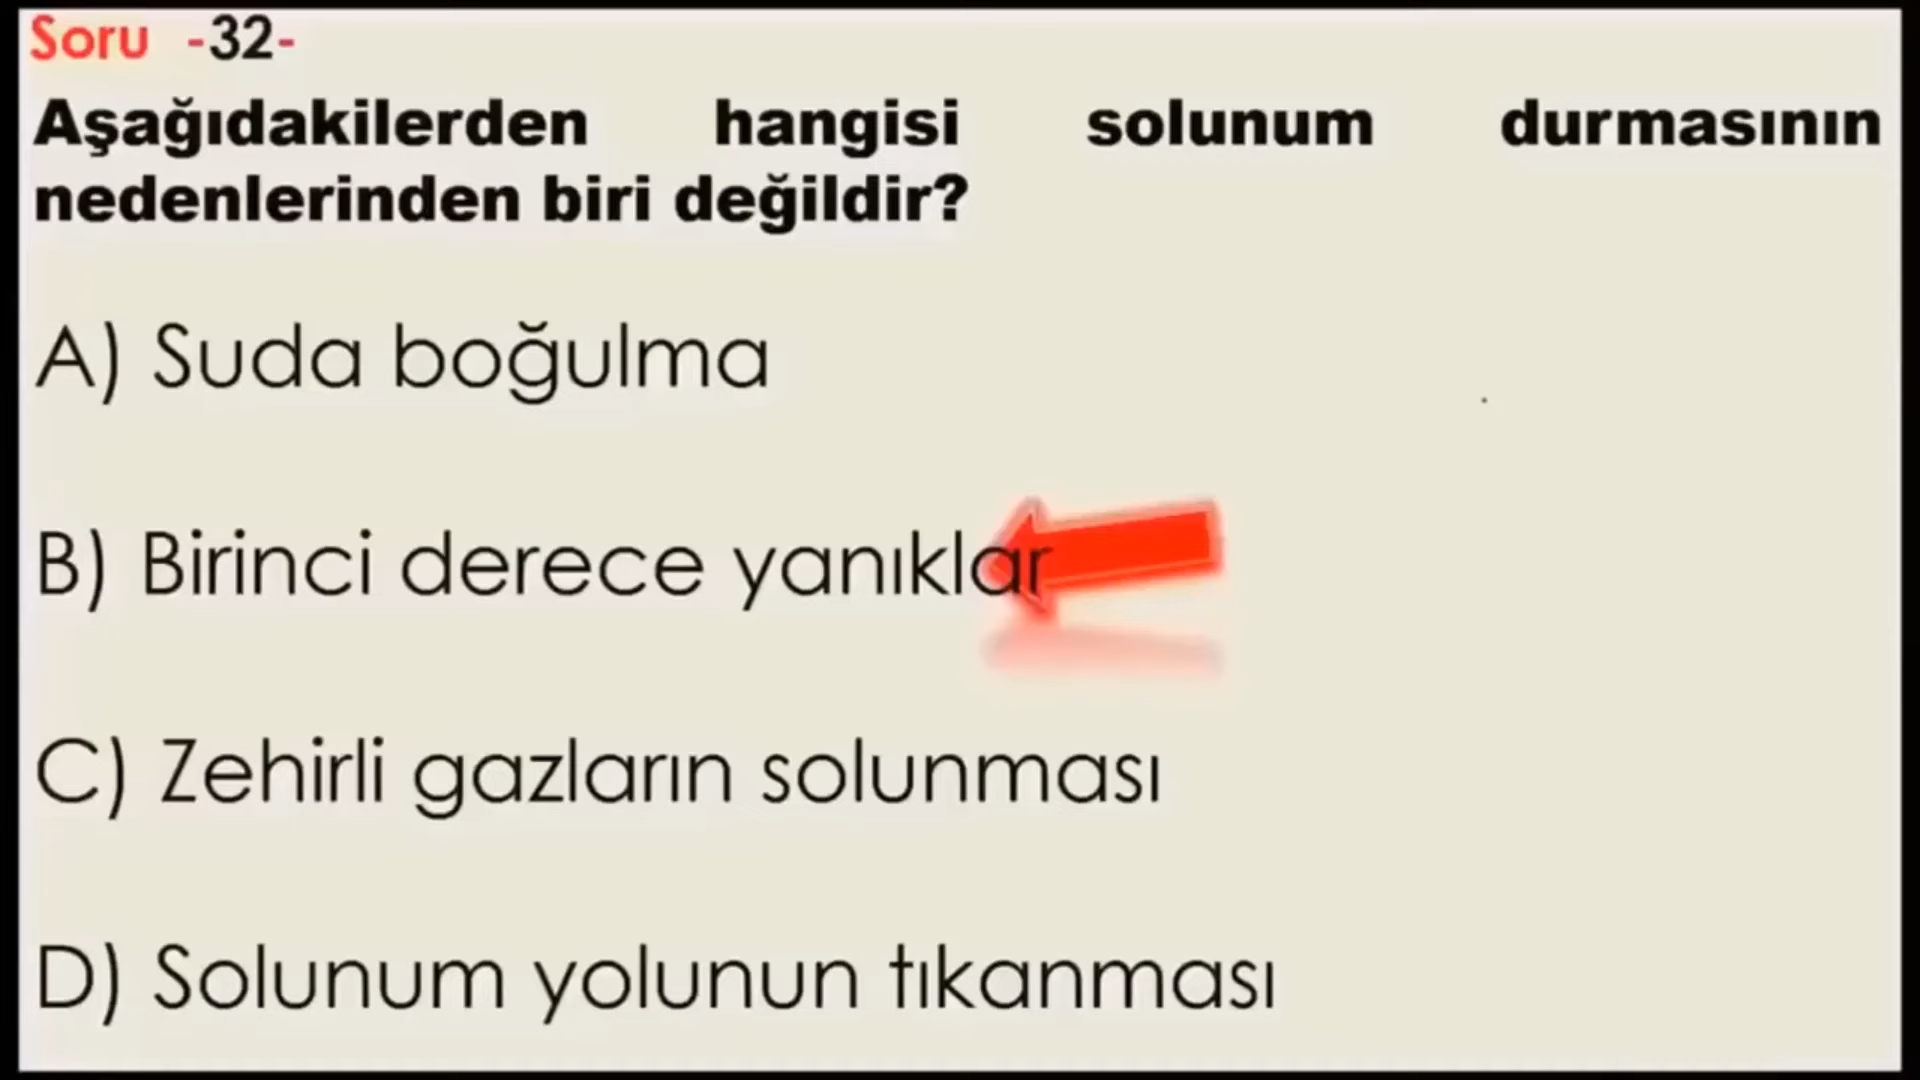 Soru -32-
Aşağıdakilerden hangisi solunum durmasının
nedenlerinden biri değildir?
A) Suda boğulma
B) Birinci derece yanıklar
C) Zehirli gazların solunması
D) Solunum yolunun tıkanması